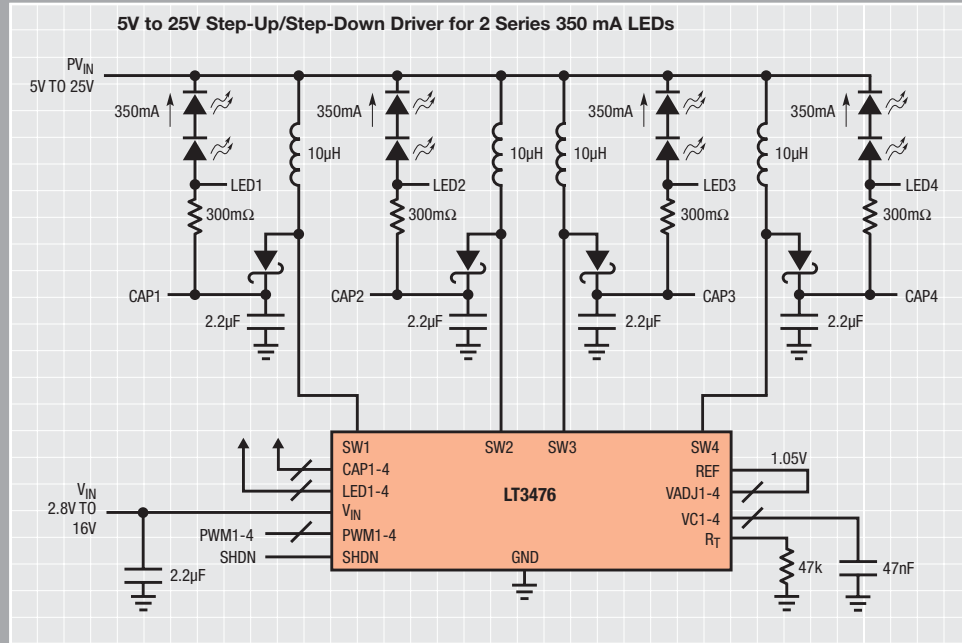 5V to 25V Step-Up/Step-Down Driver for 2 Series 350 mA LEDs
PVIN
5V TO 25V
350mA
350mA
350mA
350mA
10µH
10µH
10µH
10µH
LED1
LED2
LED3
LED4
300mΩ
300mΩ
300mΩ
300mΩ
CAP1
CAP2
CAP3
CAP4
2.2µF
2.2µF
2.2µF
2.2µF
SW1
SW2
SW3
SW4
CAP1-4
LED1-4
VIN
PWM1-4
SHDN
LT3476
GND
REF
VADJ1-4
VC1-4
RT
1.05V
VIN
2.8V TO
16V
PWM1-4
SHDN
2.2µF
47k
47nF